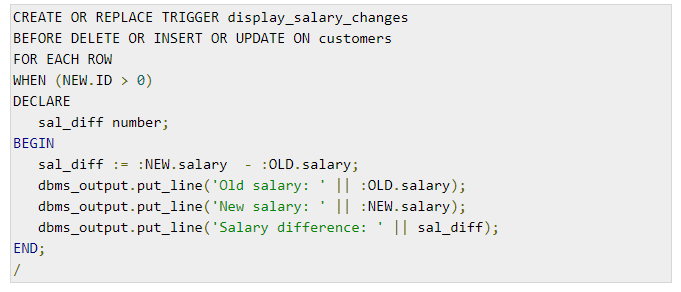 CREATE OR REPLACE TRIGGER display_salary_changes
BEFORE DELETE OR INSERT OR UPDATE ON customers
FOR EACH ROW
WHEN (NEW.ID > 0)
DECLARE
   sal_diff number;
BEGIN
   sal_diff := :NEW.salary  - :OLD.salary;
   dbms_output.put_line('Old salary: ' || :OLD.salary);
   dbms_output.put_line('New salary: ' || :NEW.salary);
   dbms_output.put_line('Salary difference: ' || sal_diff);
END;
/